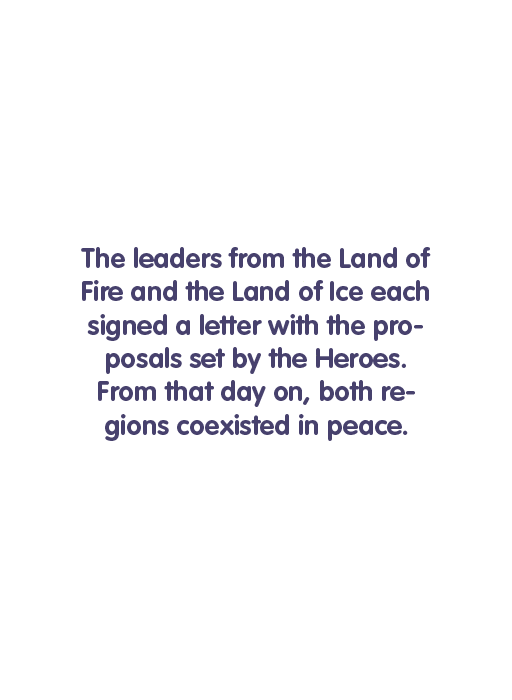 The leaders from the Land of
Fire and the Land of Ice each
signed a letter with the pro-
posals set by the Heroes.
From that day on, both re-
gions coexisted in peace.